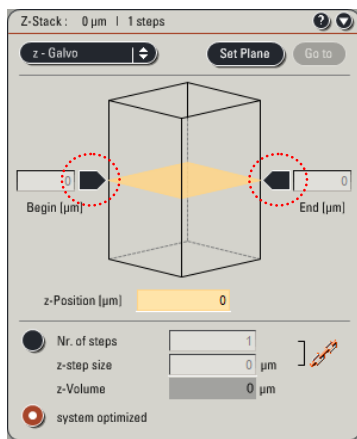 Z-Stack: 0 µm | 1 steps ?
z - Galvo Set Plane Go to
0 0
Begin [µm] End [µm]
z-Position [µm] 0
Nr. of steps 1
z-step size 0 µm
z-Volume 0 µm
system optimized